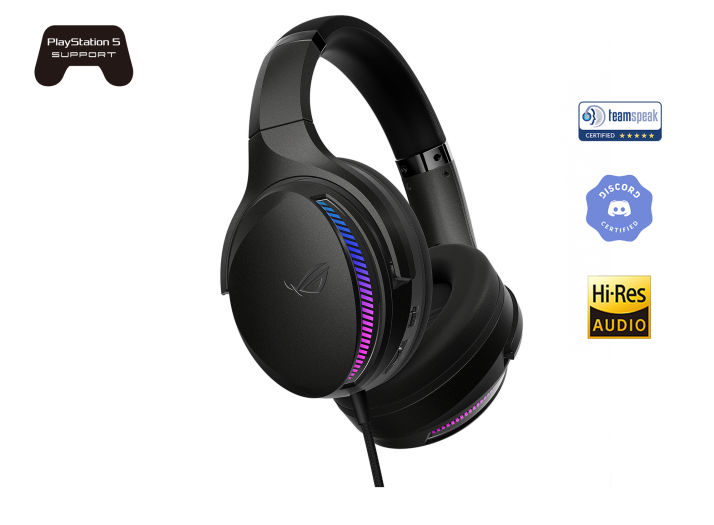 PlayStation 5
SUPPORT
teamspeak
CERTIFIED ★★★★★
DISCORD
CERTIFIED
Hi-Res
AUDIO